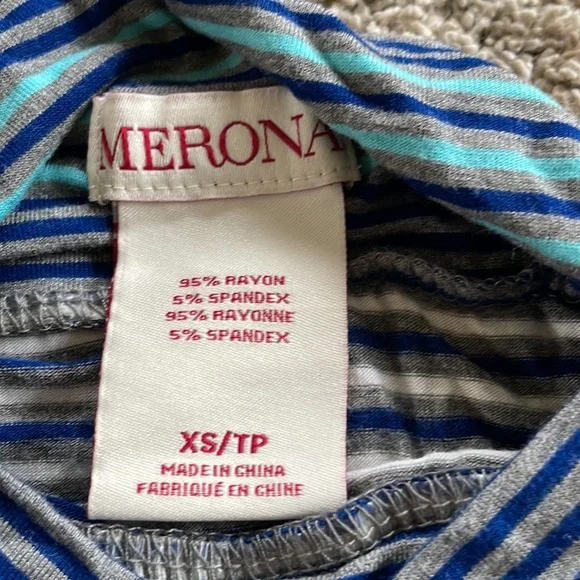 MERONA
95% RAYON
5% SPANDEX
95% RAYONNE
5% SPANDEX
XS/TP
MADE IN CHINA
FABRIQUÉ EN CHINE